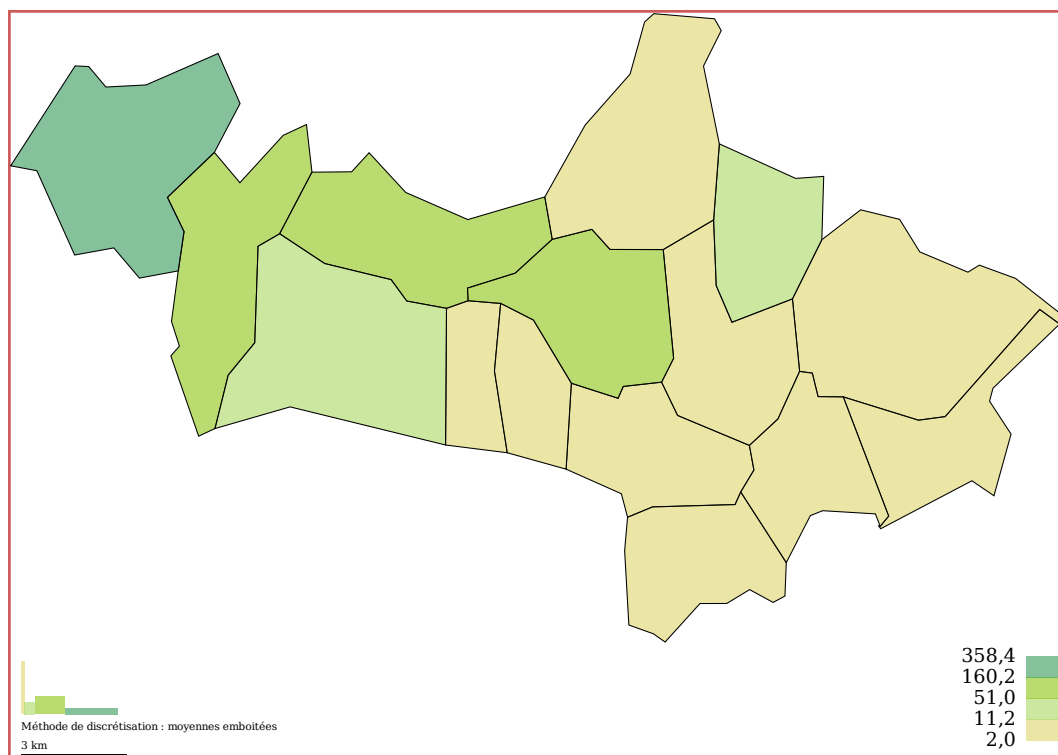 358,4
160,2
51,0
11,2
2,0
Méthode de discrétisation : moyennes emboitées
3 km